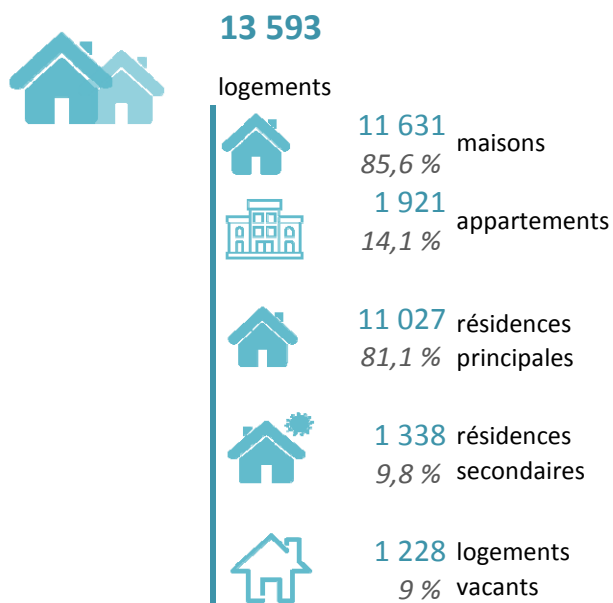 13 593
logements
11 631
85,6 %
maisons
1 921
14,1 %
appartements
11 027
81,1 %
résidences
principales
1 338
9,8 %
résidences
secondaires
1 228
9 %
logements
vacants